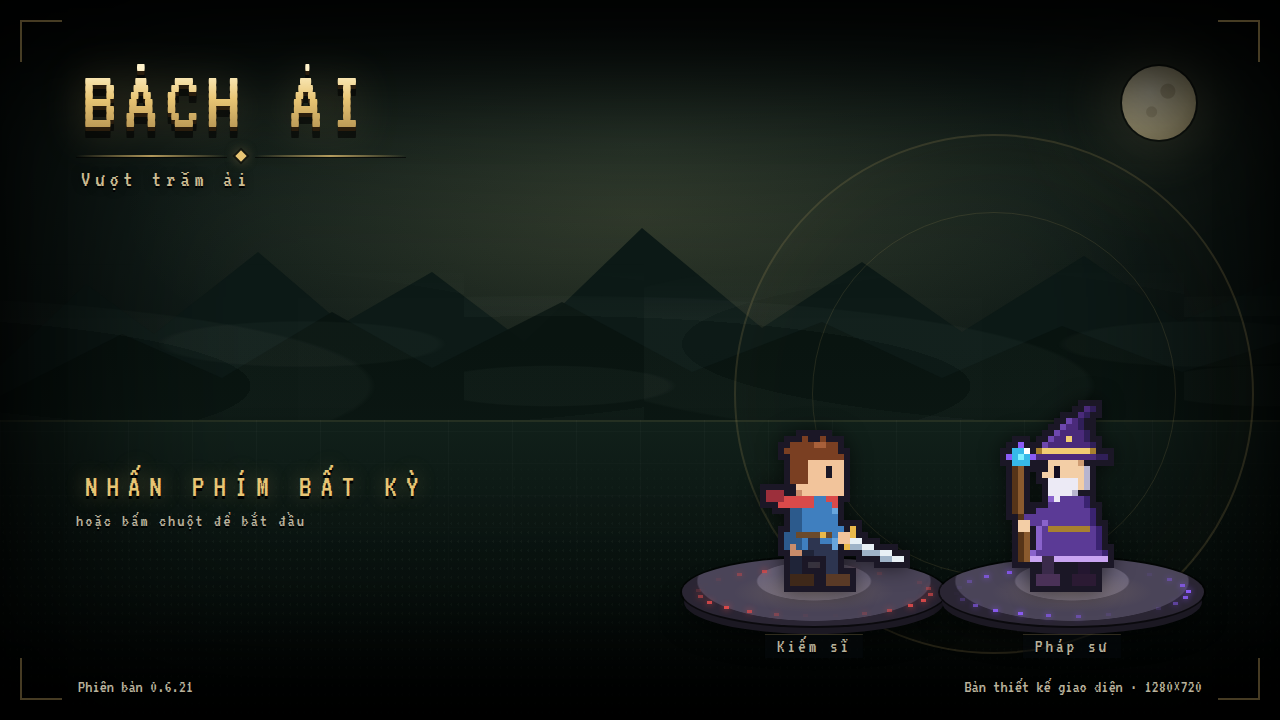 BÁCH ẢI
Vượt trăm ải
NHẤN PHÍM BẤT KỲ
hoặc bấm chuột để bắt đầu
Kiếm sĩ
Pháp sư
Phiên bản 0.6.21
Bản thiết kế giao diện · 1280×720